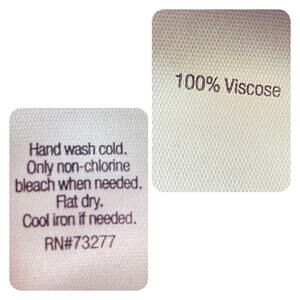 100% Viscose
Hand wash cold.
Only non-chlorine
bleach when needed.
Flat dry.
Cool iron if needed.
RN#73277